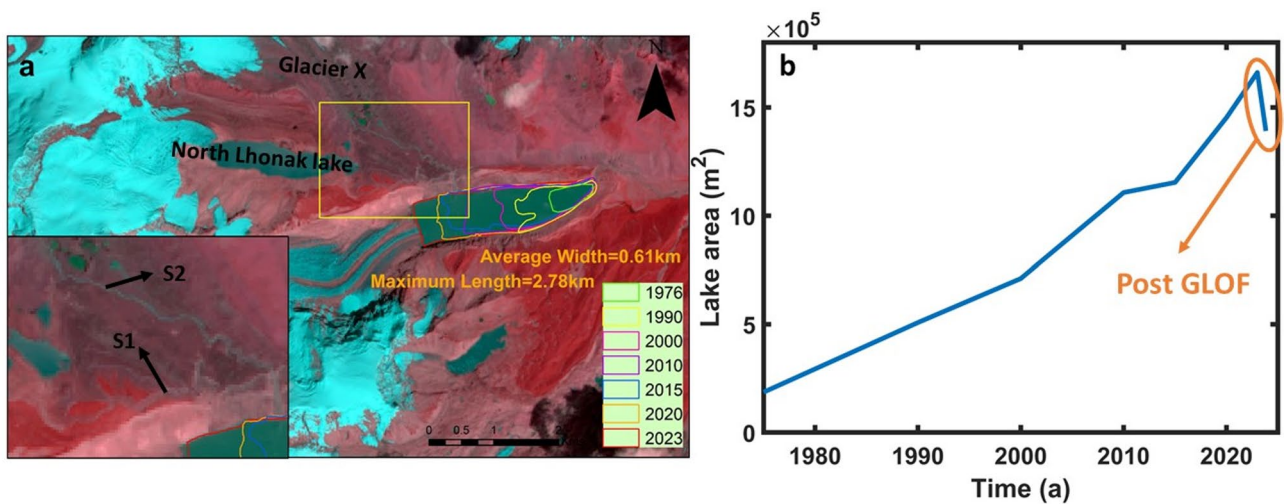 a
N
Glacier X
North Lhonak lake
Average Width=0.61km
Maximum Length=2.78km
S2
S1
1976
1990
2000
2010
2015
2020
2023
0 0.5 1 2
b
×10⁵
15
10
5
0
Lake area (m²)
1980 1990 2000 2010 2020
Time (a)
Post GLOF